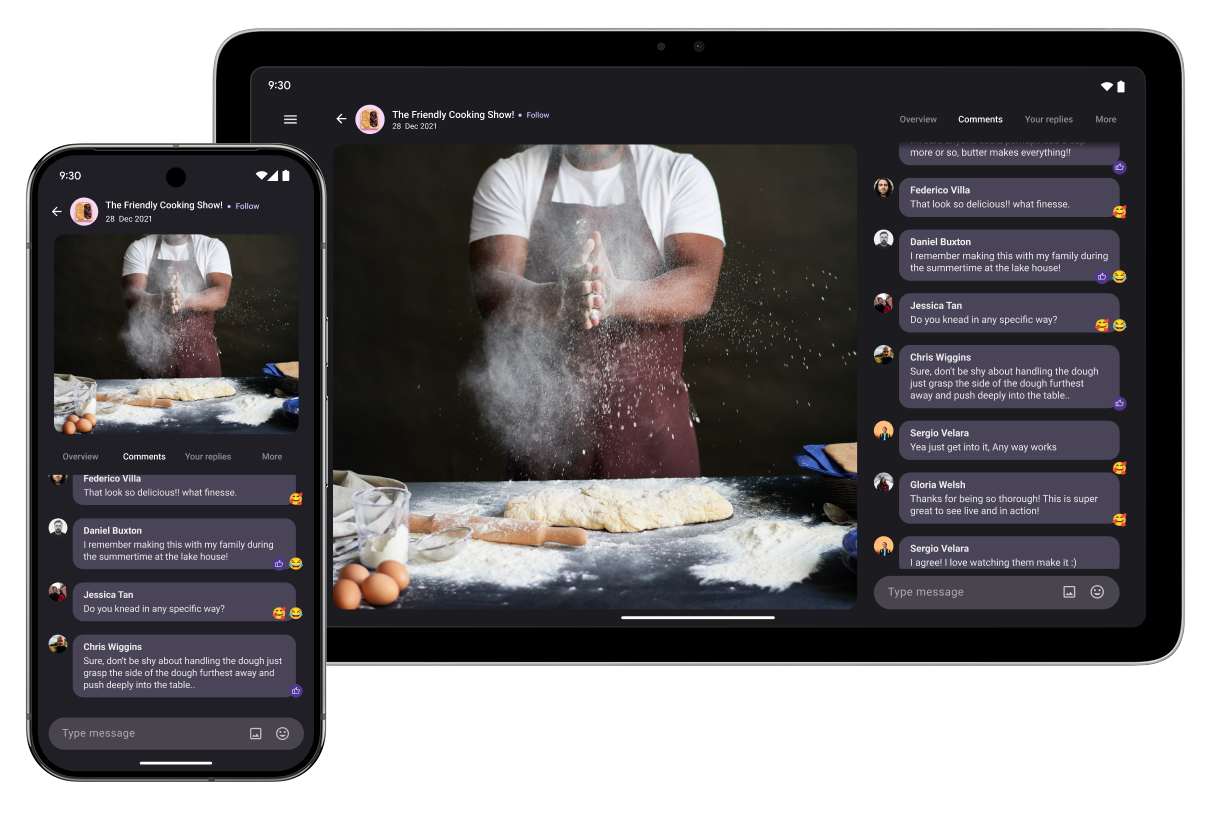 9:30
The Friendly Cooking Show! • Follow
28 Dec 2021
Overview Comments Your replies More
more or so, butter makes everything!!
Federico Villa
That look so delicious!! what finesse.
Daniel Buxton
I remember making this with my family during
the summertime at the lake house!
Jessica Tan
Do you knead in any specific way?
Chris Wiggins
Sure, don't be shy about handling the dough
just grasp the side of the dough furthest
away and push deeply into the table..
Sergio Velara
Yea just get into it, Any way works
Gloria Welsh
Thanks for being so thorough! This is super
great to see live and in action!
Sergio Velara
I agree! I love watching them make it :)
Type message
9:30
The Friendly Cooking Show! • Follow
28 Dec 2021
Overview Comments Your replies More
Federico Villa
That look so delicious!! what finesse.
Daniel Buxton
I remember making this with my family during
the summertime at the lake house!
Jessica Tan
Do you knead in any specific way?
Chris Wiggins
Sure, don't be shy about handling the dough just
grasp the side of the dough furthest away and
push deeply into the table..
Type message